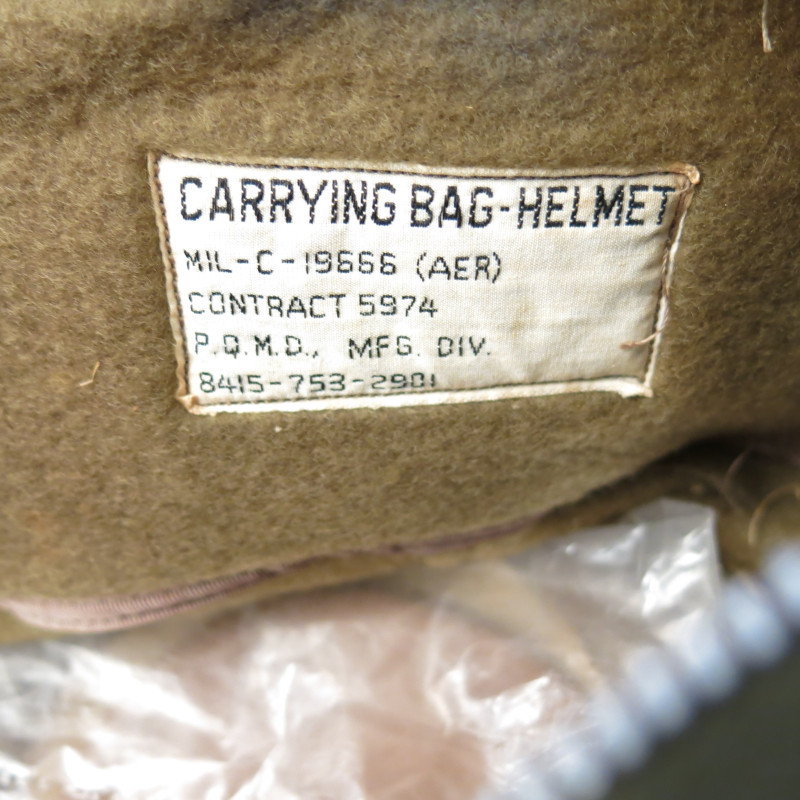 CARRYING BAG-HELMET
MIL-C-19666 (AER)
CONTRACT 5974
P.Q.M.D., MFG. DIV.
8415-753-2901